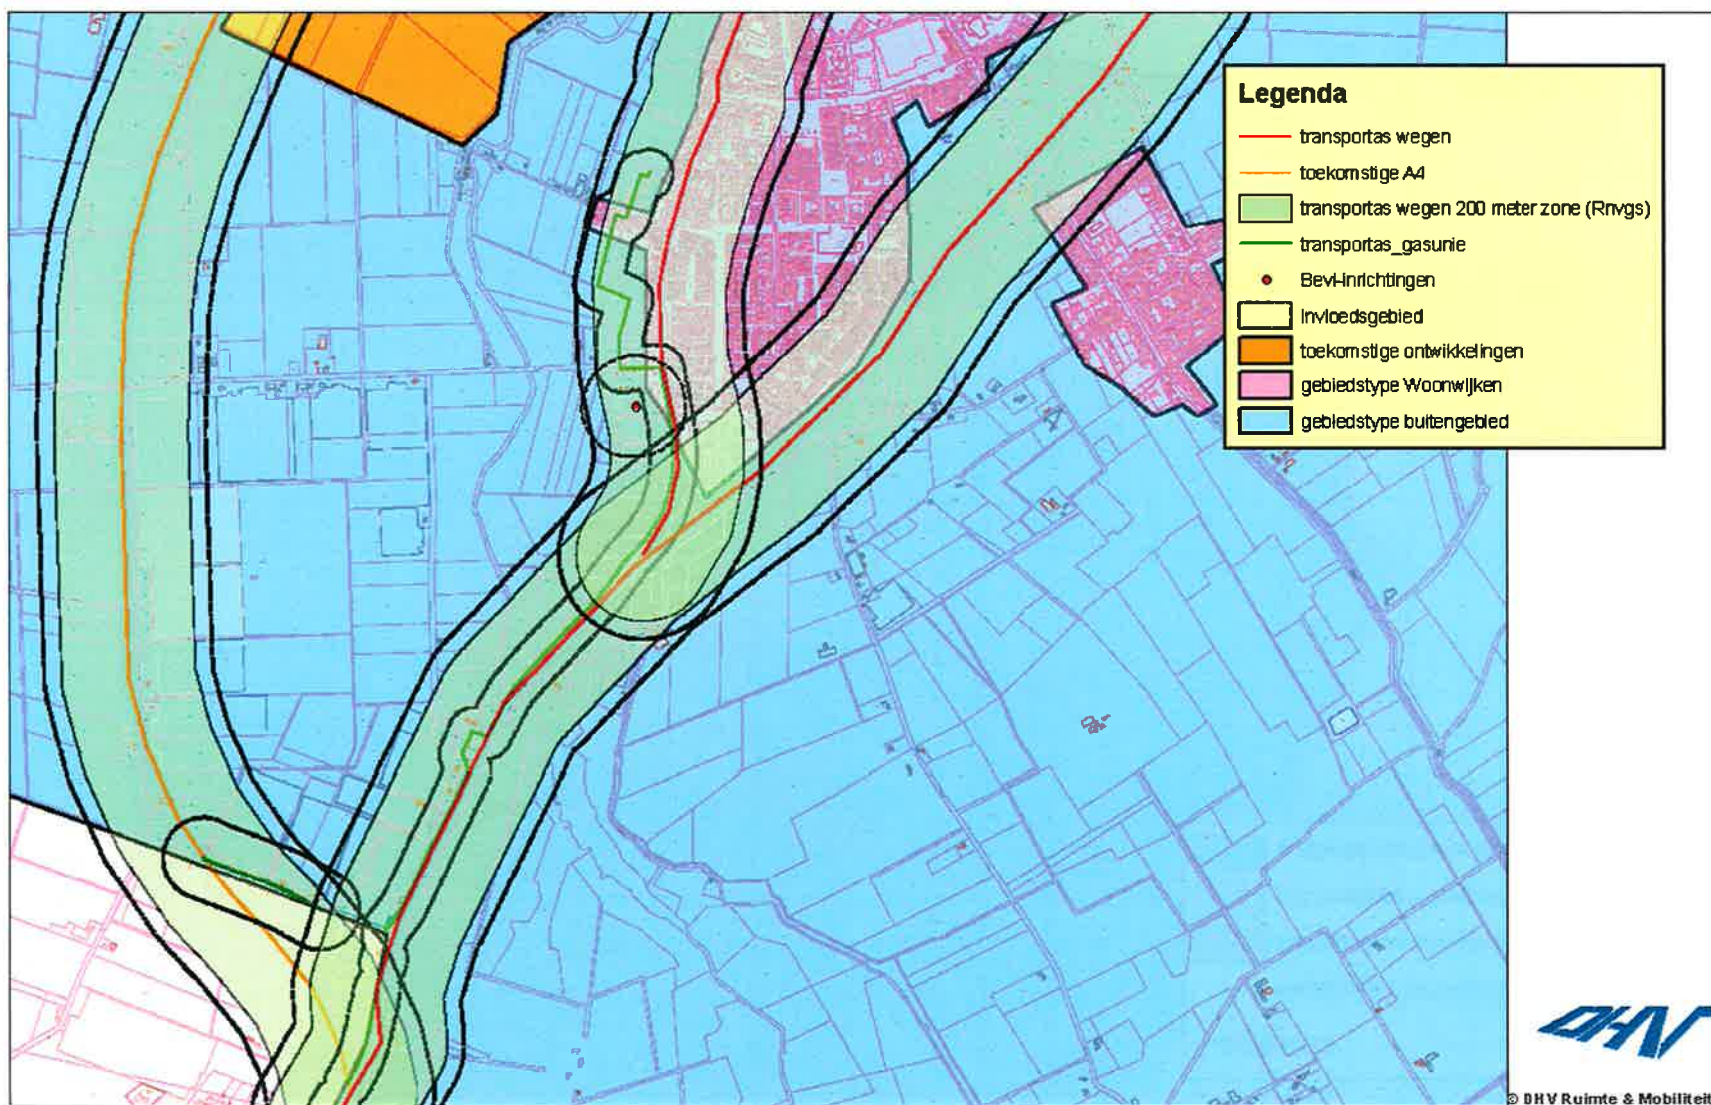 Legenda
transportas wegen
toekomstige A4
transportas wegen 200 meter zone (Rnvgs)
transportas_gasunie
Bevi-inrichtingen
Invloedsgebied
toekomstige ontwikkelingen
gebiedstype Woonwijken
gebiedstype buitengebied
DHV
© DHV Ruimte & Mobiliteit